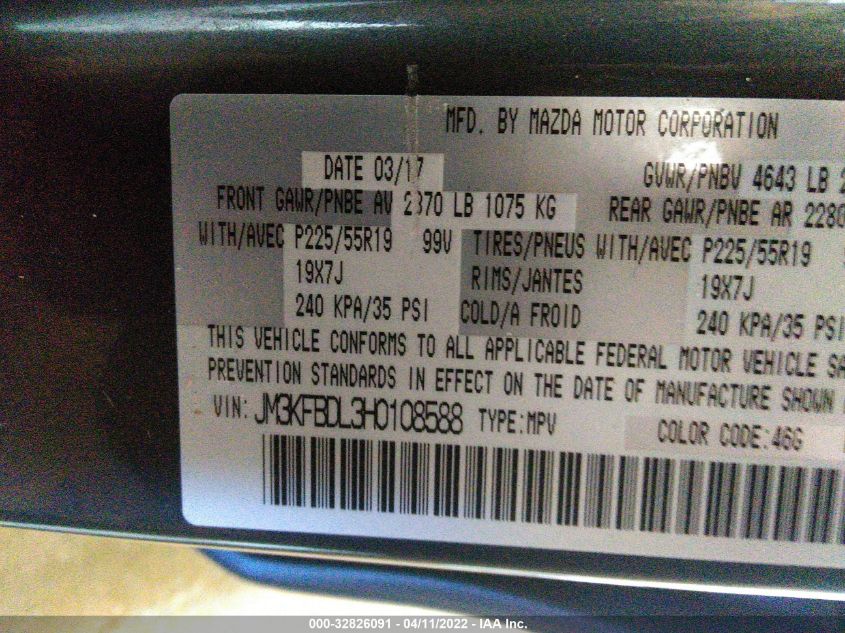 MFD. BY MAZDA MOTOR CORPORATION
DATE 03/17 GVWR/PNBV 4643 LB 2
FRONT GAWR/PNBE AV 2370 LB 1075 KG REAR GAWR/PNBE AR 2280
WITH/AVEC P225/55R19 99V TIRES/PNEUS WITH/AVEC P225/55R19
19X7J RIMS/JANTES 19X7J
240 KPA/35 PSI COLD/A FROID 240 KPA/35 PSI
THIS VEHICLE CONFORMS TO ALL APPLICABLE FEDERAL MOTOR VEHICLE SA
PREVENTION STANDARDS IN EFFECT ON THE DATE OF MANUFACTURE SHOWN
VIN: JM3KFBDL3H0108588 TYPE:MPV COLOR CODE:46G
000-32826091 - 04/11/2022 - IAA Inc.